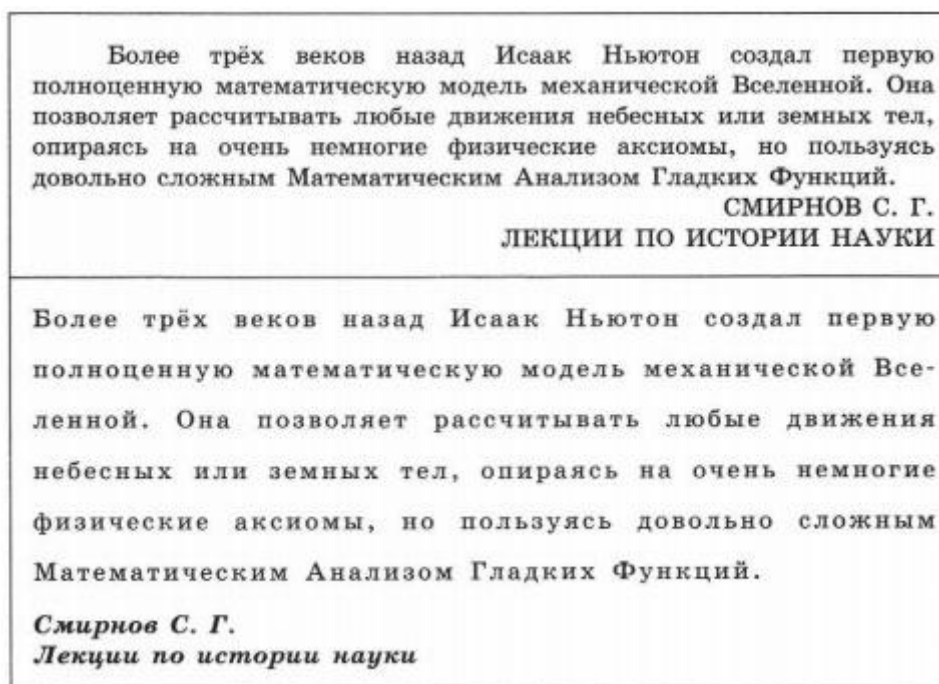 Более трёх веков назад Исаак Ньютон создал первую
полноценную математическую модель механической Вселенной. Она
позволяет рассчитывать любые движения небесных или земных тел,
опираясь на очень немногие физические аксиомы, но пользуясь
довольно сложным Математическим Анализом Гладких Функций.
СМИРНОВ С. Г.
ЛЕКЦИИ ПО ИСТОРИИ НАУКИ
Более трёх веков назад Исаак Ньютон создал первую
полноценную математическую модель механической Все-
ленной. Она позволяет рассчитывать любые движения
небесных или земных тел, опираясь на очень немногие
физические аксиомы, но пользуясь довольно сложным
Математическим Анализом Гладких Функций.
Смирнов С. Г.
Лекции по истории науки